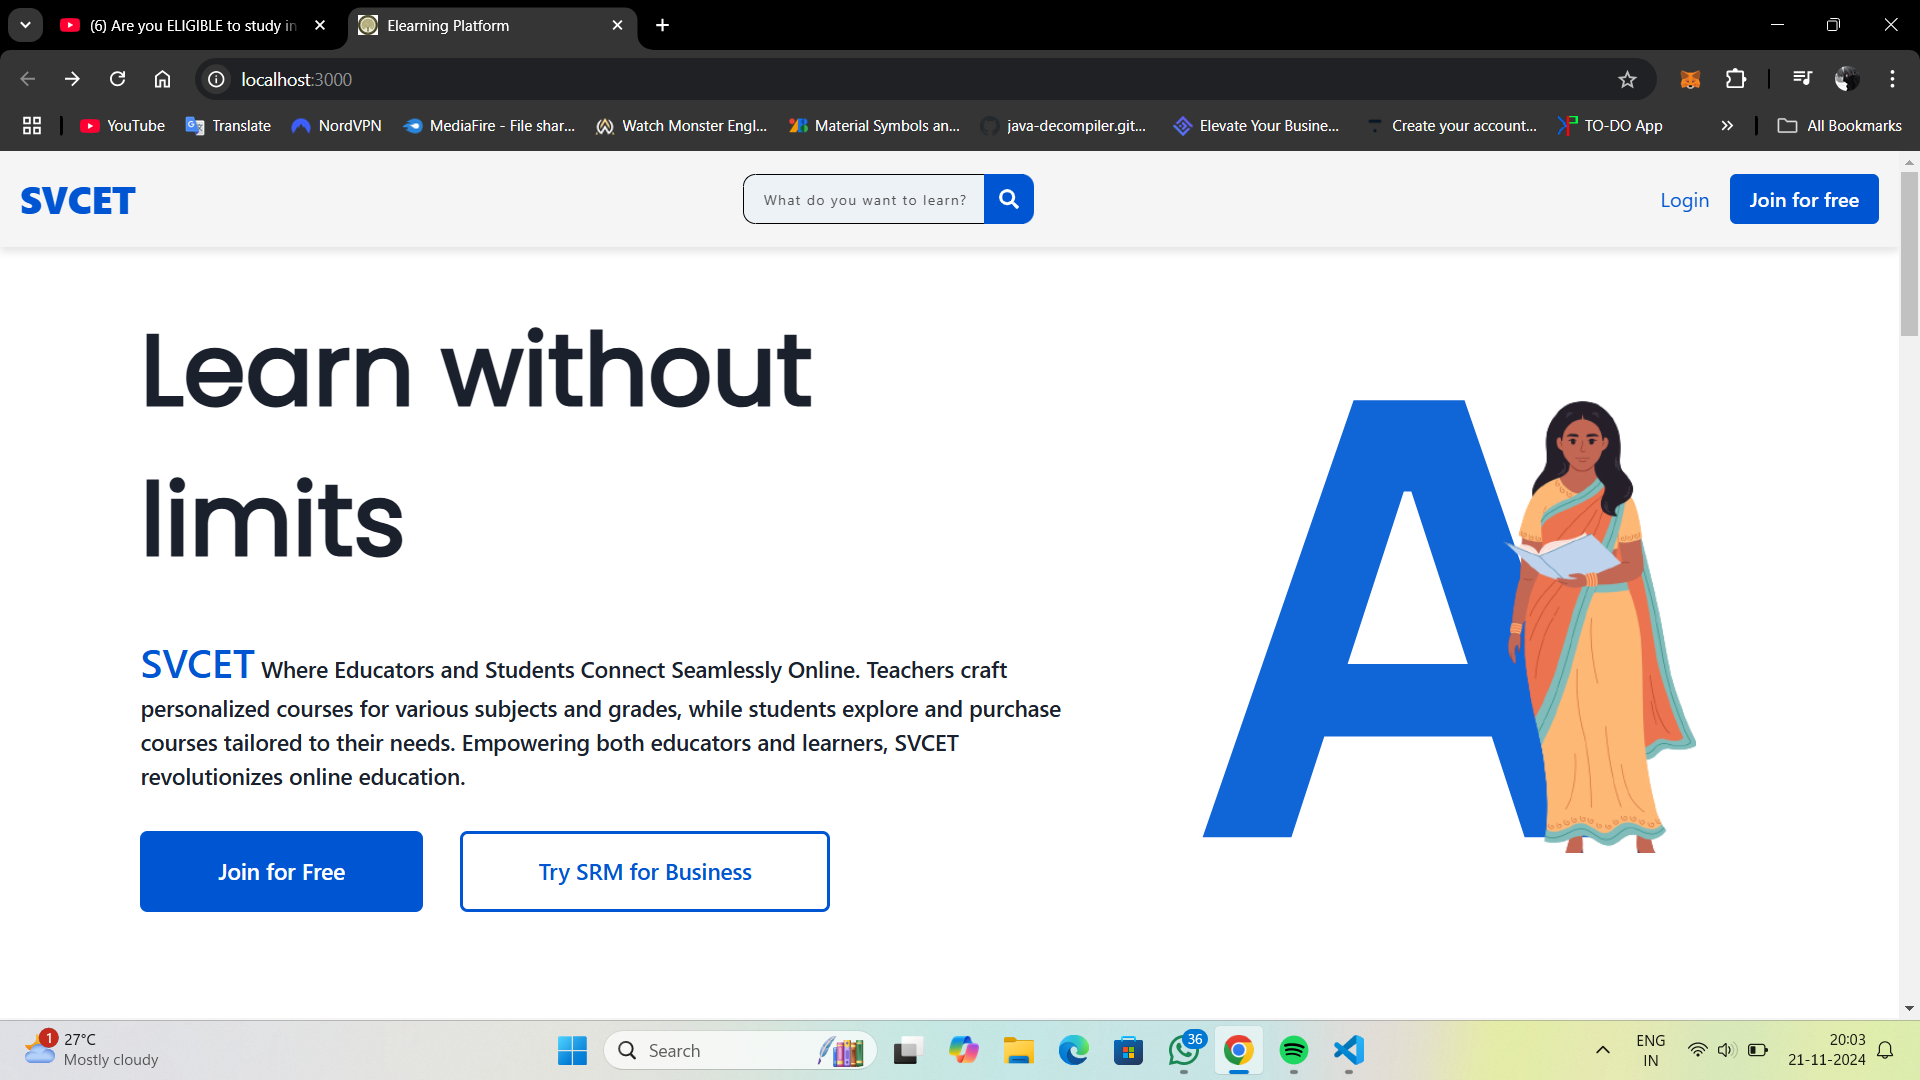 (6) Are you ELIGIBLE to study in
Elearning Platform
localhost:3000
YouTube
Translate
NordVPN
MediaFire - File shar...
Watch Monster Engl...
Material Symbols an...
java-decompiler.git...
Elevate Your Busine...
Create your account...
TO-DO App
All Bookmarks
SVCET
What do you want to learn?
Login
Join for free
Learn without
limits
A
SVCET Where Educators and Students Connect Seamlessly Online. Teachers craft
personalized courses for various subjects and grades, while students explore and purchase
courses tailored to their needs. Empowering both educators and learners, SVCET
revolutionizes online education.
Join for Free
Try SRM for Business
1
27°C
Mostly cloudy
Search
36
ENG
IN
20:03
21-11-2024